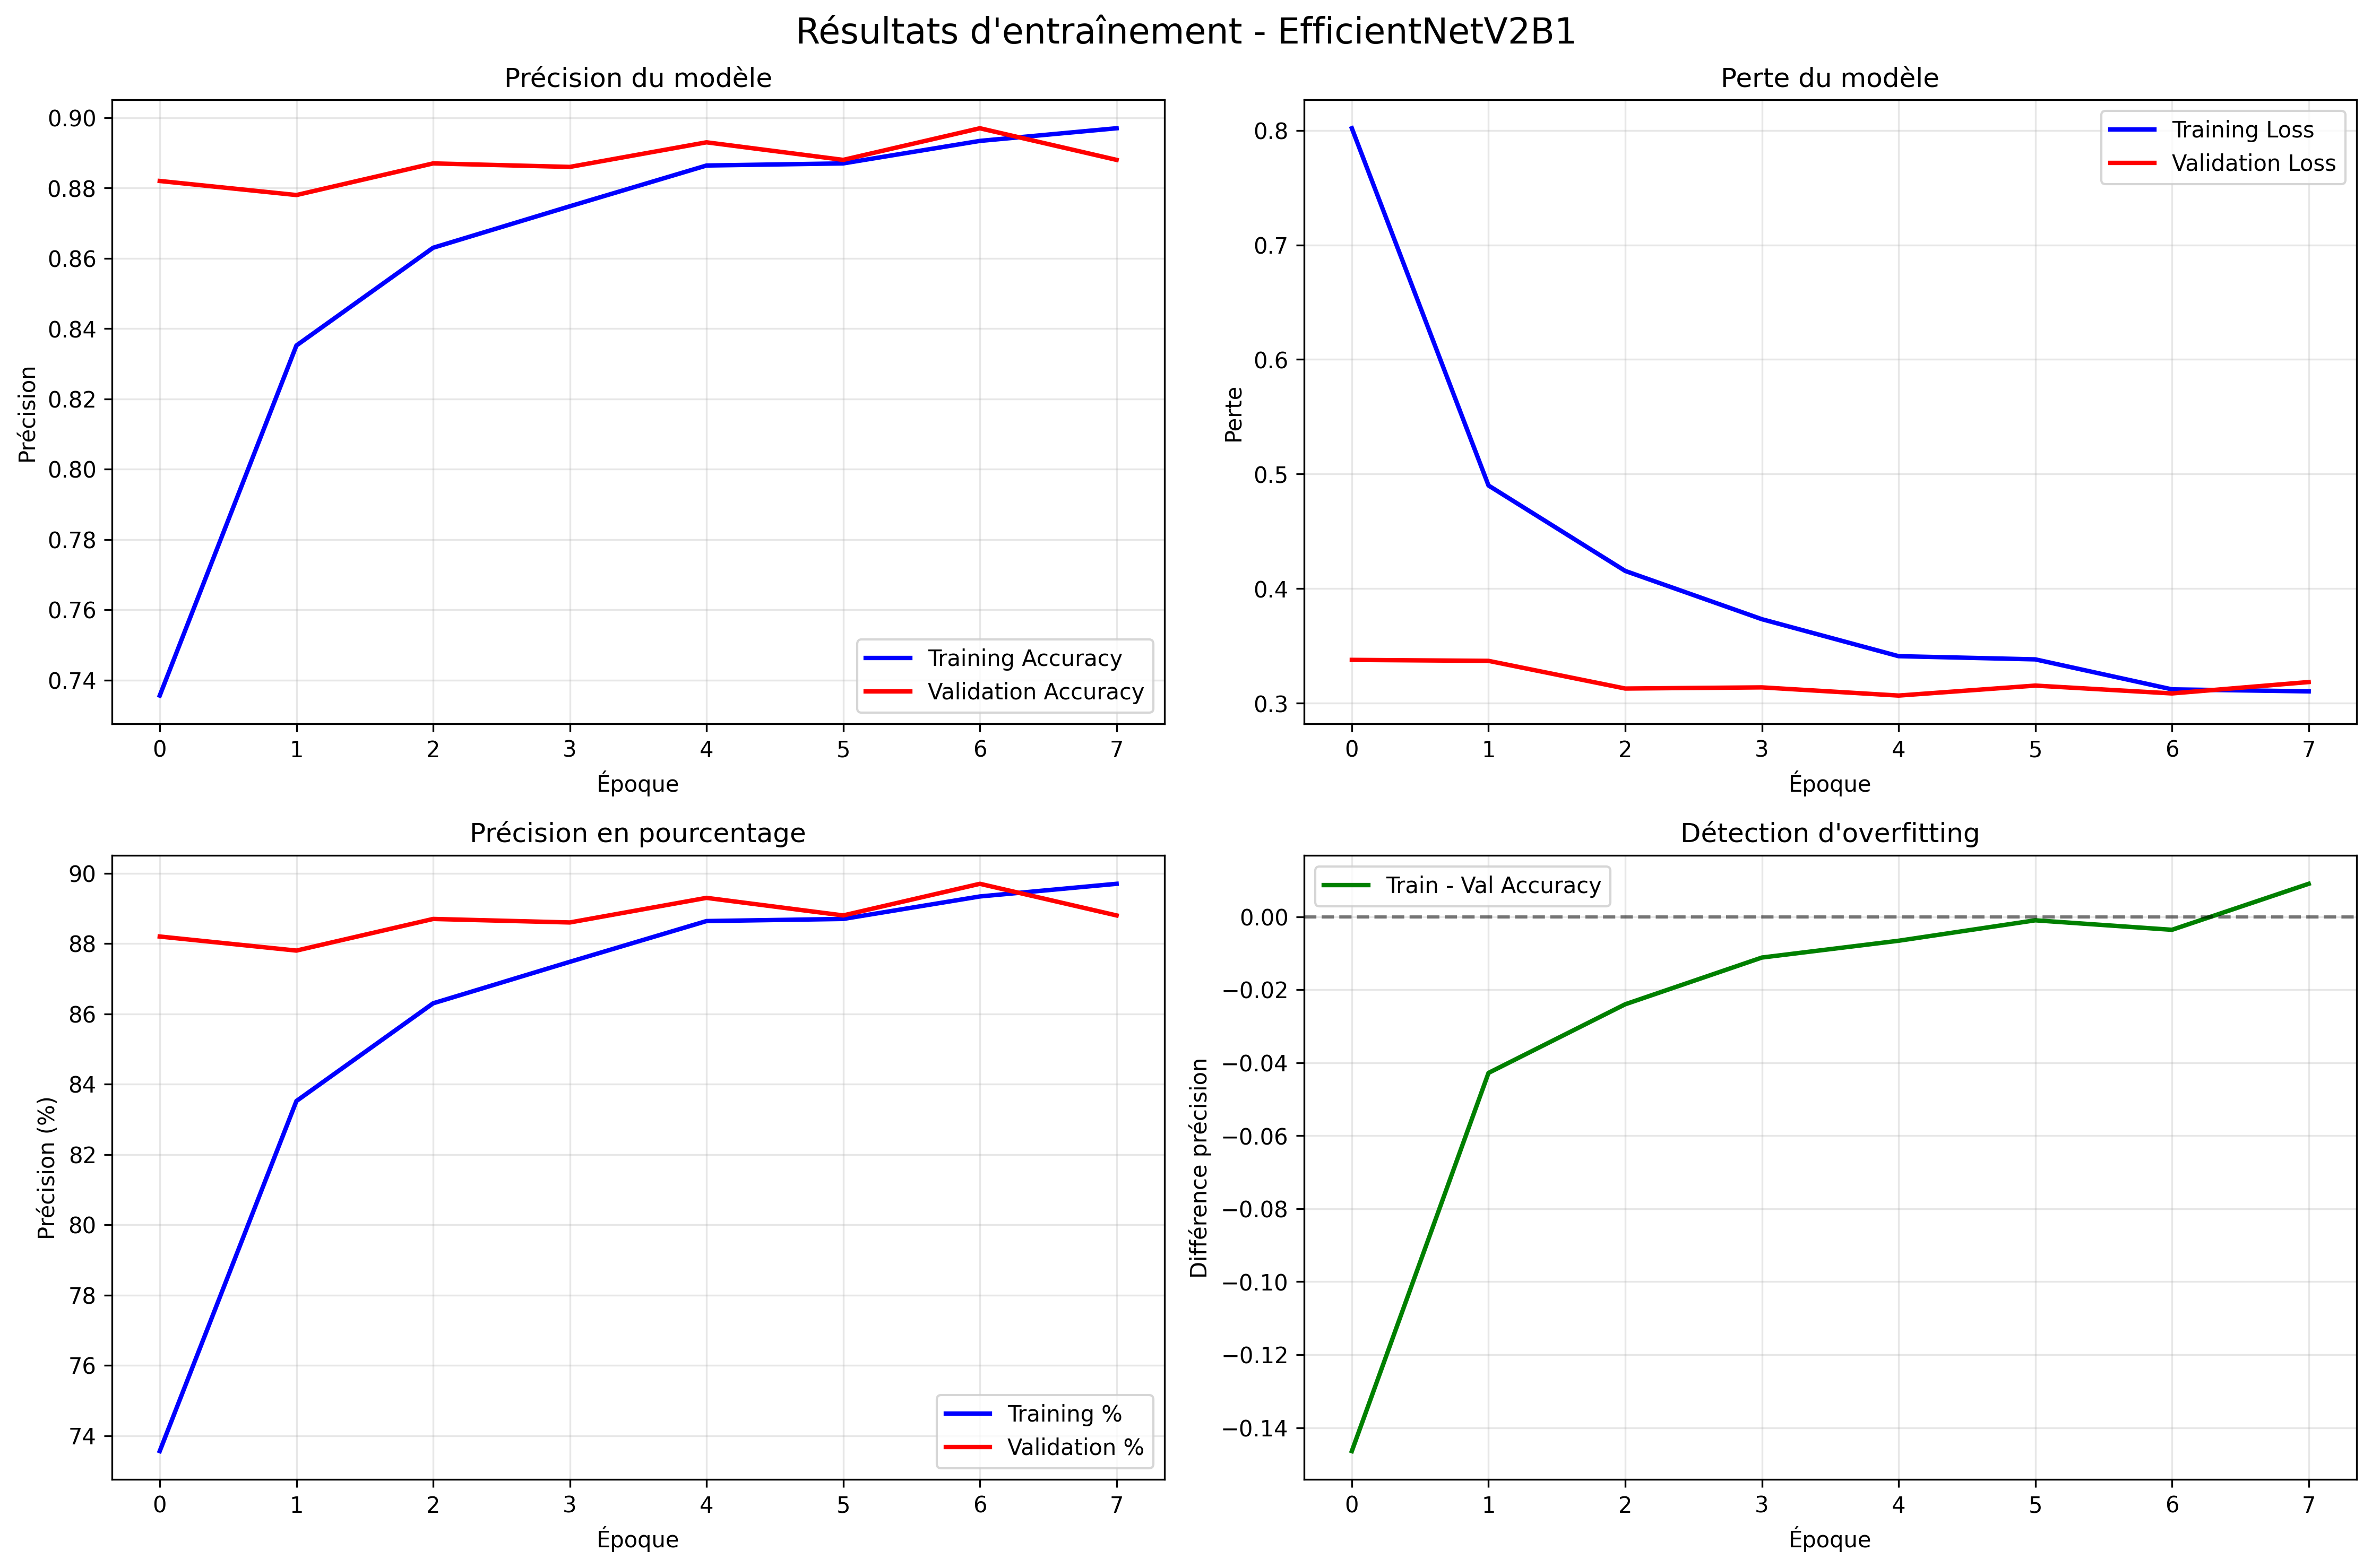 Résultats d'entraînement - EfficientNetV2B1
Précision du modèle
0.90
0.88
0.86
0.84
0.82
0.80
0.78
0.76
0.74
Précision
Training Accuracy
Validation Accuracy
0 1 2 3 4 5 6 7
Époque
Perte du modèle
0.8
0.7
0.6
0.5
0.4
0.3
Perte
Training Loss
Validation Loss
0 1 2 3 4 5 6 7
Époque
Précision en pourcentage
90
88
86
84
82
80
78
76
74
Précision (%)
Training %
Validation %
0 1 2 3 4 5 6 7
Époque
Détection d'overfitting
Train - Val Accuracy
0.00
−0.02
−0.04
−0.06
−0.08
−0.10
−0.12
−0.14
Différence précision
0 1 2 3 4 5 6 7
Époque